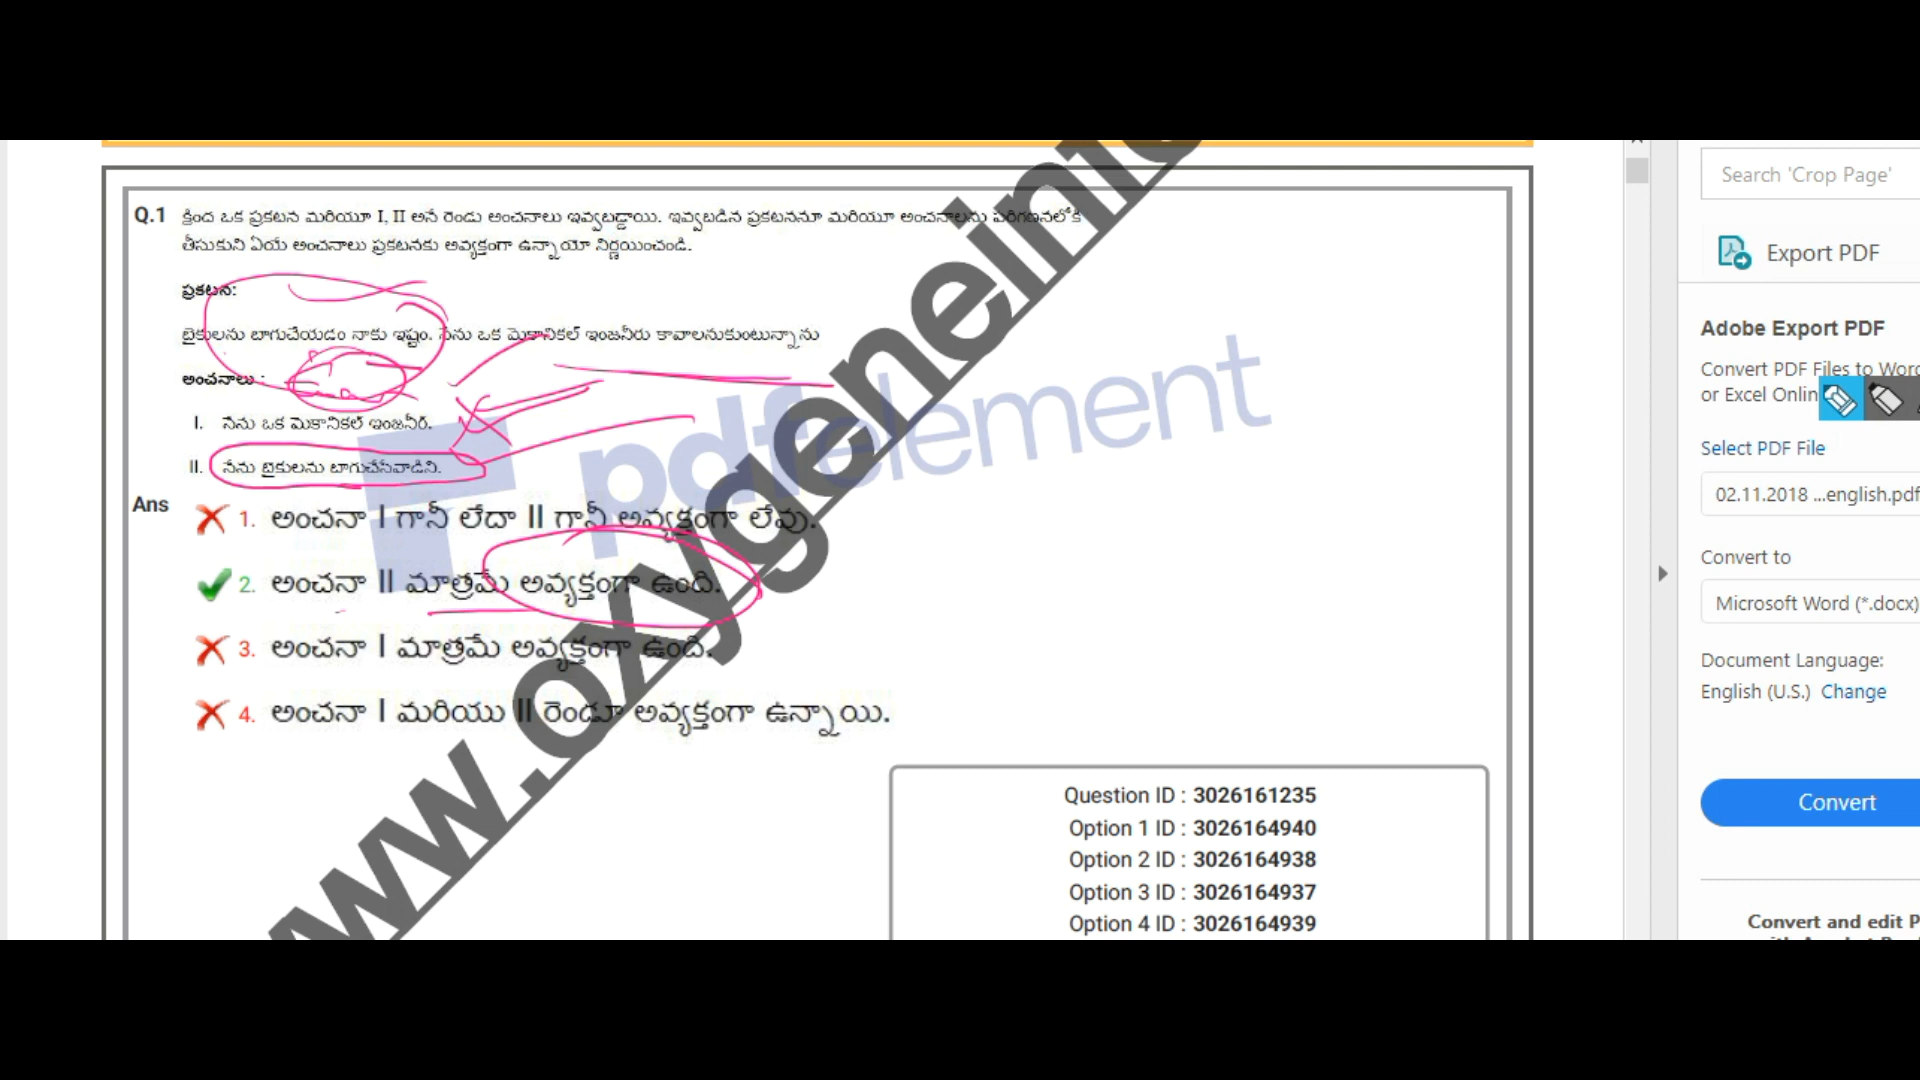 Q.1 క్రింద ఒక ప్రకటన మరియూ I, II అనే రెండు అంచనాలు ఇవ్వబడ్డాయి. ఇవ్వబడిన ప్రకటననూ మరియూ అంచనాలను పరిగణనలోకి
తీసుకుని ఏయే అంచనాలు ప్రకటనకు అవ్యక్తంగా ఉన్నాయో నిర్ణయించండి.
ప్రకటన:
బైకులను బాగుచేయడం నాకు ఇష్టం. నేను ఒక మెకానికల్ ఇంజనీరు కావాలనుకుంటున్నాను
అంచనాలు :
I. నేను ఒక మెకానికల్ ఇంజనీర్.
II. నేను బైకులను బాగుచేసేవాడిని.
Ans 1. అంచనా I గానీ లేదా II గానీ అవ్యక్తంగా లేవు.
2. అంచనా II మాత్రమే అవ్యక్తంగా ఉంది.
3. అంచనా I మాత్రమే అవ్యక్తంగా ఉంది.
4. అంచనా I మరియు II రెండూ అవ్యక్తంగా ఉన్నాయి.
Question ID : 3026161235
Option 1 ID : 3026164940
Option 2 ID : 3026164938
Option 3 ID : 3026164937
Option 4 ID : 3026164939
pdfelement
Search 'Crop Page'
Export PDF
Adobe Export PDF
Convert PDF Files to Word
or Excel Online
Select PDF File
02.11.2018 ...english.pdf
Convert to
Microsoft Word (*.docx)
Document Language:
English (U.S.) Change
Convert
Convert and edit